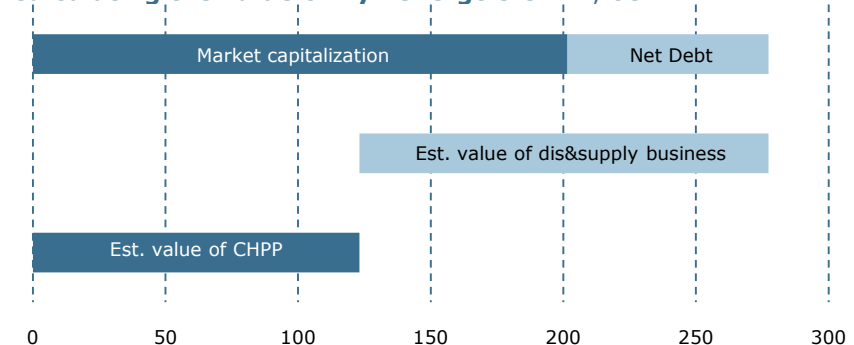 Market capitalization Net Debt
Est. value of dis&supply business
Est. value of CHPP
0 50 100 150 200 250 300